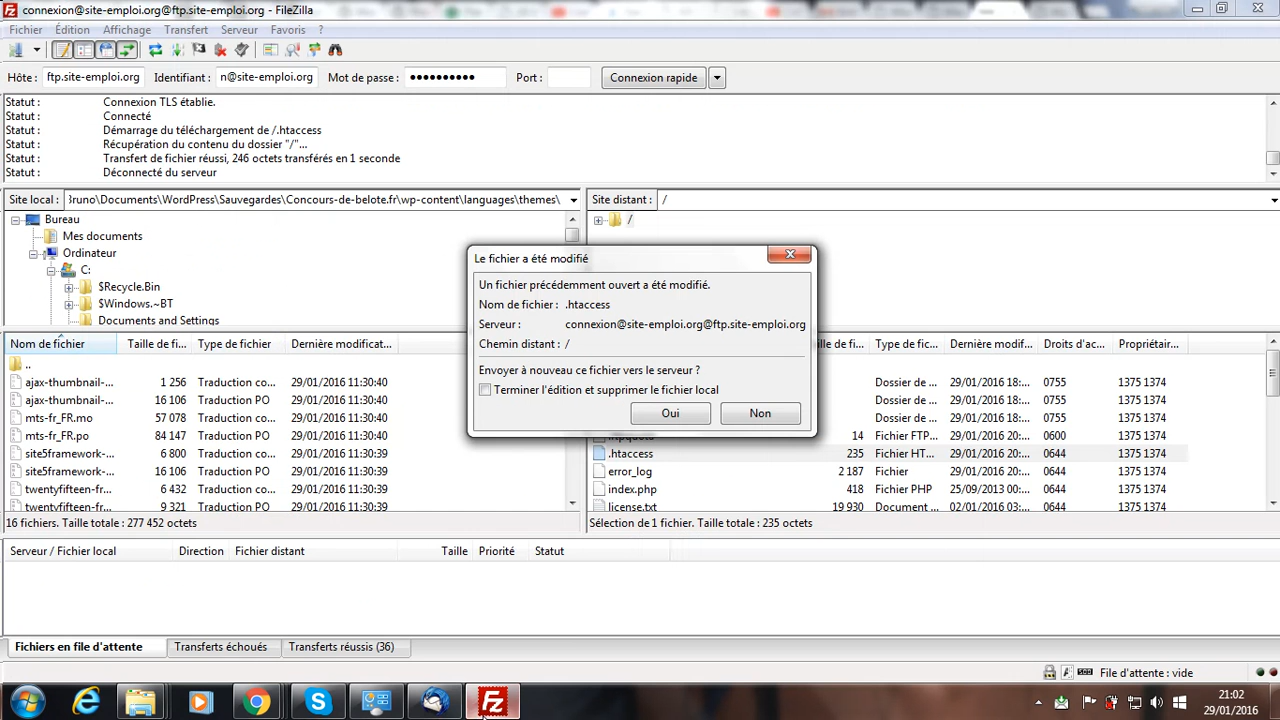 connexion@site-emploi.org@ftp.site-emploi.org - FileZilla
Fichier Édition Affichage Transfert Serveur Favoris ?
Hôte : ftp.site-emploi.org Identifiant : n@site-emploi.org Mot de passe : ●●●●●●●●●● Port : Connexion rapide
Statut : Connexion TLS établie.
Statut : Connecté
Statut : Démarrage du téléchargement de /.htaccess
Statut : Récupération du contenu du dossier "/"...
Statut : Transfert de fichier réussi, 246 octets transférés en 1 seconde
Statut : Déconnecté du serveur
Site local : Bruno\Documents\WordPress\Sauvegardes\Concours-de-belote.fr\wp-content\languages\themes\
Bureau
Mes documents
Ordinateur
C:
$Recycle.Bin
$Windows.~BT
Documents and Settings
Site distant : /
/
Le fichier a été modifié
Un fichier précédemment ouvert a été modifié.
Nom de fichier : .htaccess
Serveur : connexion@site-emploi.org@ftp.site-emploi.org
Chemin distant : /
Envoyer à nouveau ce fichier vers le serveur ?
Terminer l'édition et supprimer le fichier local
Oui Non
Nom de fichier Taille de fi... Type de fichier Dernière modificat...
..
ajax-thumbnail-... 1 256 Traduction co... 29/01/2016 11:30:40
ajax-thumbnail-... 16 106 Traduction PO 29/01/2016 11:30:40
mts-fr_FR.mo 57 078 Traduction co... 29/01/2016 11:30:40
mts-fr_FR.po 84 147 Traduction PO 29/01/2016 11:30:40
site5framework-... 6 800 Traduction co... 29/01/2016 11:30:39
site5framework-... 16 106 Traduction PO 29/01/2016 11:30:39
twentyfifteen-fr... 6 432 Traduction co... 29/01/2016 11:30:39
twentyfifteen-fr... 9 321 Traduction PO 29/01/2016 11:30:39
16 fichiers. Taille totale : 277 452 octets
aille de fi... Type de fic... Dernière modifi... Droits d'ac... Propriétair...
Dossier de ... 29/01/2016 18:... 0755 1375 1374
Dossier de ... 29/01/2016 18:... 0755 1375 1374
Dossier de ... 29/01/2016 20:... 0755 1375 1374
.ftpquota 14 Fichier FTP... 29/01/2016 20:... 0600 1375 1374
.htaccess 235 Fichier HT... 29/01/2016 20:... 0644 1375 1374
error_log 2 187 Fichier 29/01/2016 20:... 0644 1375 1374
index.php 418 Fichier PHP 25/09/2013 00:... 0644 1375 1374
license.txt 19 930 Document ... 02/01/2016 03:... 0644 1375 1374
Sélection de 1 fichier. Taille totale : 235 octets
Serveur / Fichier local Direction Fichier distant Taille Priorité Statut
Fichiers en file d'attente Transferts échoués Transferts réussis (36)
File d'attente : vide
21:02
29/01/2016